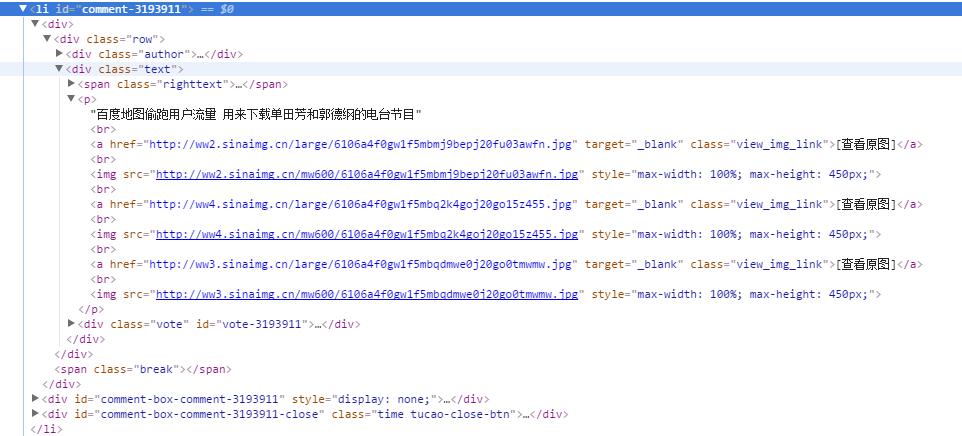 ▼<li id="comment-3193911"> == $0
▼<div>
▼<div class="row">
▶<div class="author">…</div>
▼<div class="text">
▶<span class="righttext">…</span>
▼<p>
"百度地图偷跑用户流量 用来下载单田芳和郭德纲的电台节目"
<br>
<a href="http://ww2.sinaimg.cn/large/6106a4f0gw1f5mbmj9bepj20fu03awfn.jpg" target="_blank" class="view_img_link">[查看原图]</a>
<br>
<img src="http://ww2.sinaimg.cn/mw600/6106a4f0gw1f5mbmj9bepj20fu03awfn.jpg" style="max-width: 100%; max-height: 450px;">
<br>
<a href="http://ww4.sinaimg.cn/large/6106a4f0gw1f5mbq2k4goj20go15z455.jpg" target="_blank" class="view_img_link">[查看原图]</a>
<br>
<img src="http://ww4.sinaimg.cn/mw600/6106a4f0gw1f5mbq2k4goj20go15z455.jpg" style="max-width: 100%; max-height: 450px;">
<br>
<a href="http://ww3.sinaimg.cn/large/6106a4f0gw1f5mbqdmwe0j20go0tmwmw.jpg" target="_blank" class="view_img_link">[查看原图]</a>
<br>
<img src="http://ww3.sinaimg.cn/mw600/6106a4f0gw1f5mbqdmwe0j20go0tmwmw.jpg" style="max-width: 100%; max-height: 450px;">
</p>
▶<div class="vote" id="vote-3193911">…</div>
</div>
</div>
<span class="break"></span>
</div>
▶<div id="comment-box-comment-3193911" style="display: none;">…</div>
▶<div id="comment-box-comment-3193911-close" class="time tucao-close-btn">…</div>
</li>